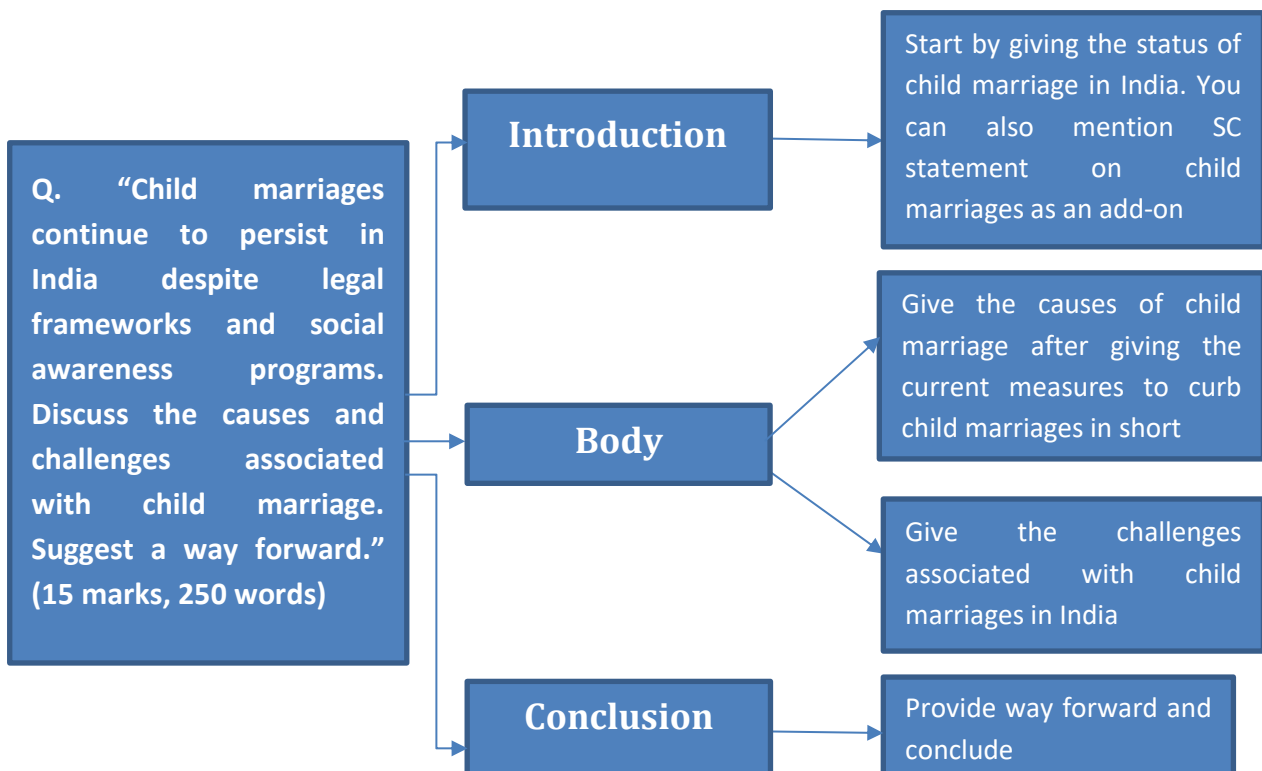 Q. “Child marriages
continue to persist in
India despite legal
frameworks and social
awareness programs.
Discuss the causes and
challenges associated
with child marriage.
Suggest a way forward.”
(15 marks, 250 words)
Introduction
Start by giving the status of
child marriage in India. You
can also mention SC
statement on child
marriages as an add-on
Body
Give the causes of child
marriage after giving the
current measures to curb
child marriages in short
Give the challenges
associated with child
marriages in India
Conclusion
Provide way forward and
conclude